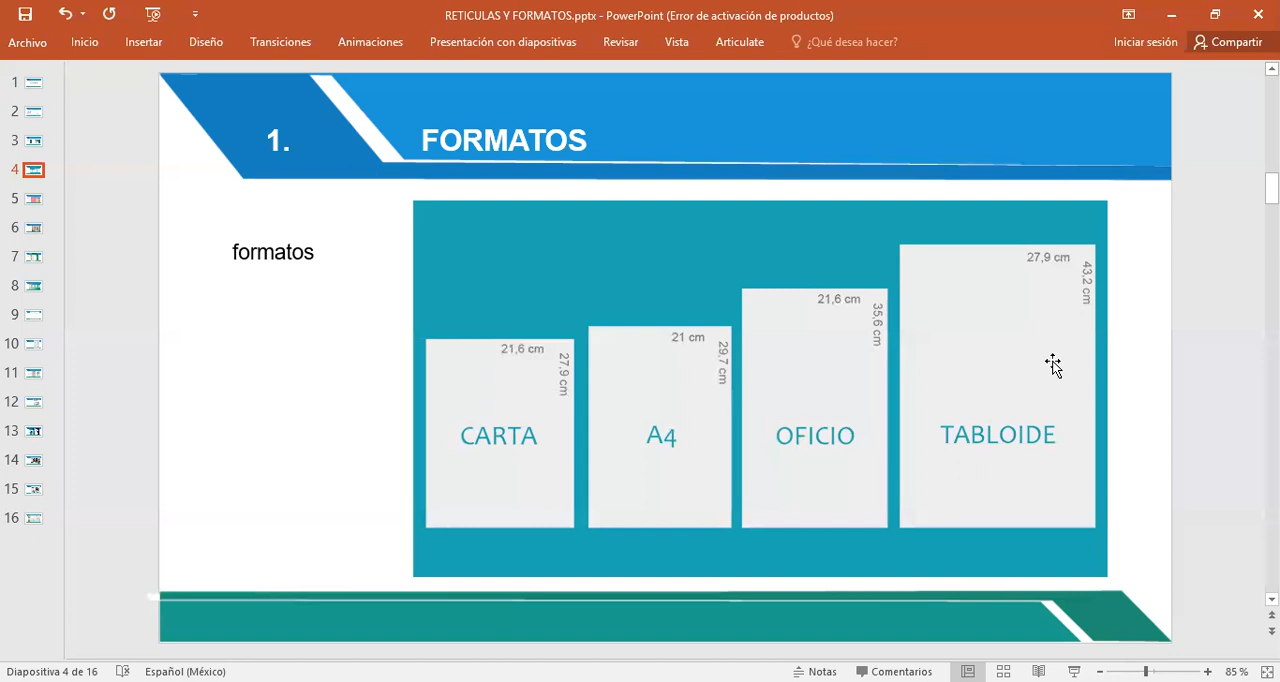 RETICULAS Y FORMATOS.pptx - PowerPoint (Error de activación de productos)
Archivo Inicio Insertar Diseño Transiciones Animaciones Presentación con diapositivas Revisar Vista Articulate ¿Qué desea hacer? Iniciar sesión Compartir
1
2
3
4
5
6
7
8
9
10
11
12
13
14
15
16
1. FORMATOS
formatos
21,6 cm
27,9 cm
CARTA
21 cm
29,7 cm
A4
21,6 cm
35,6 cm
OFICIO
27,9 cm
43,2 cm
TABLOIDE
Diapositiva 4 de 16 Español (México) Notas Comentarios 85 %